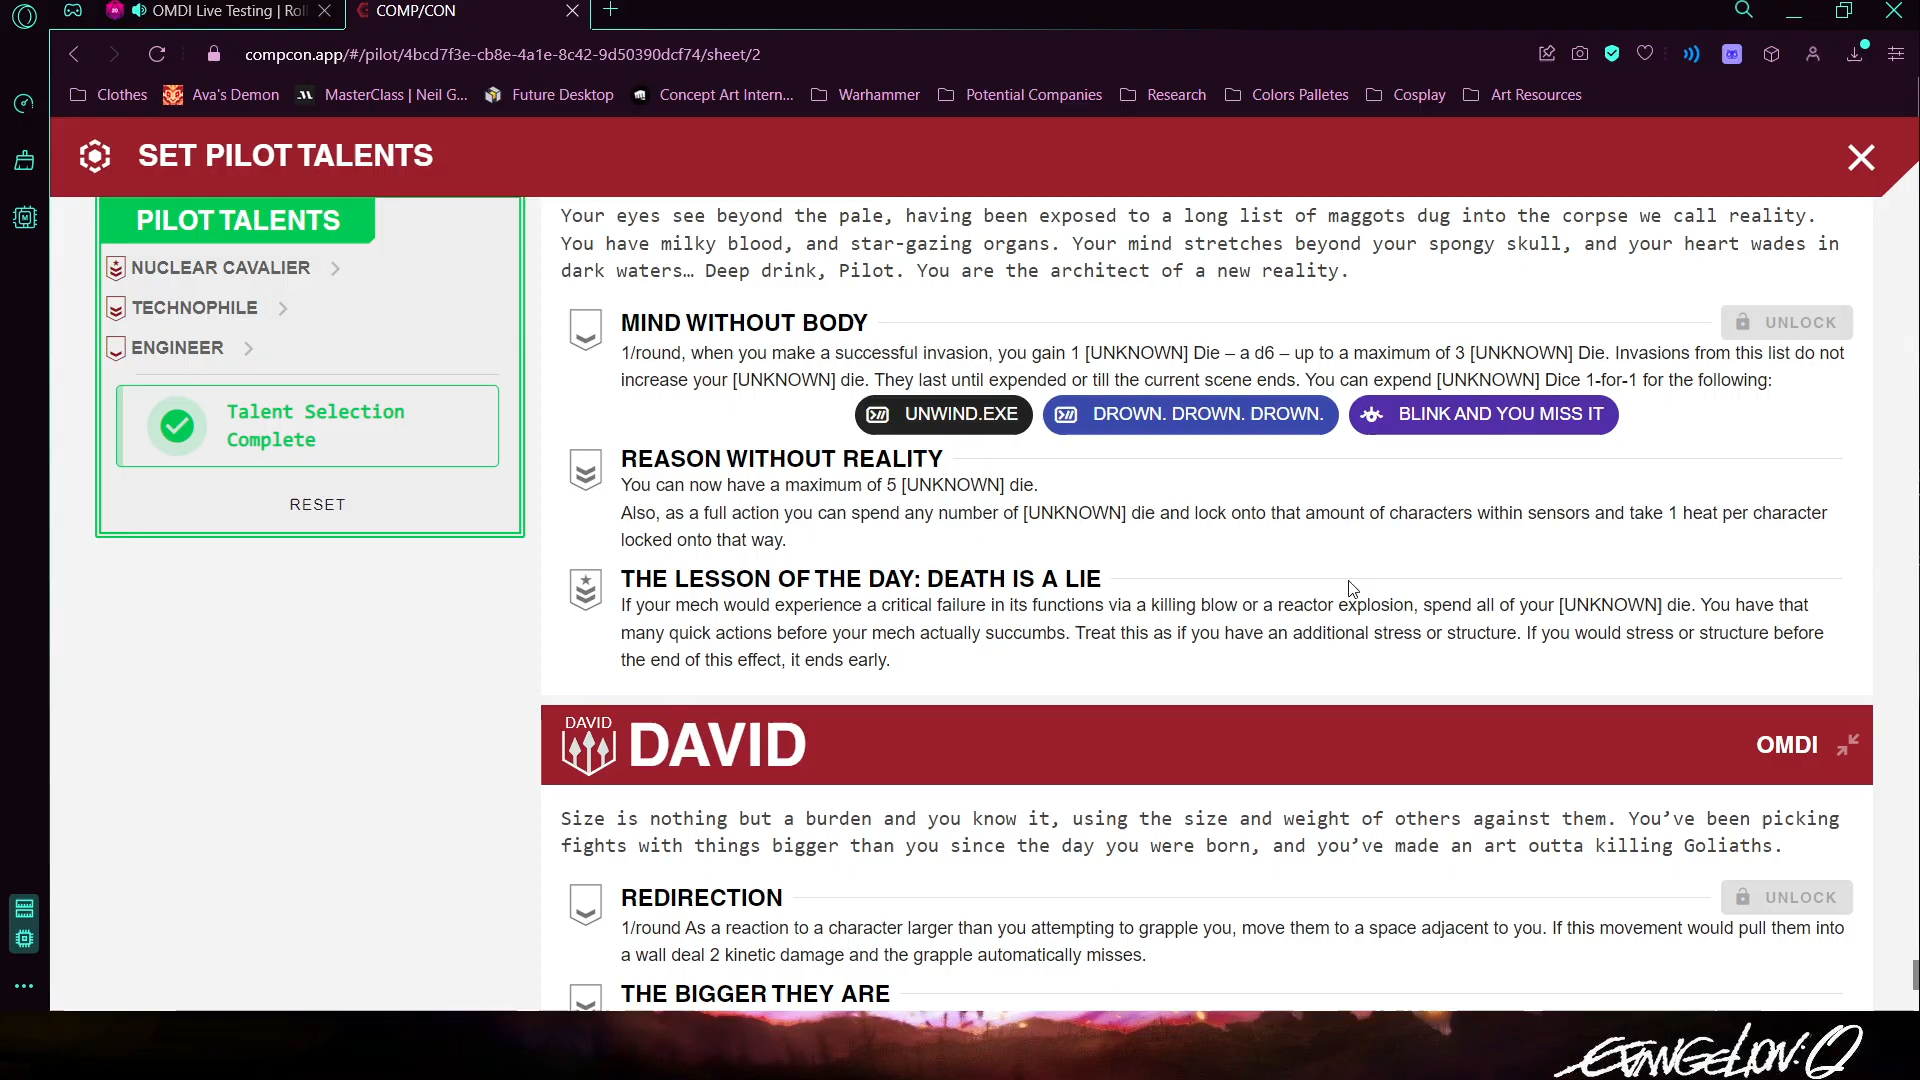 OMDI Live Testing | Rol
COMP/CON
compcon.app/#/pilot/4bcd7f3e-cb8e-4a1e-8c42-9d50390dcf74/sheet/2
Clothes
Ava's Demon
MasterClass | Neil G...
Future Desktop
Concept Art Intern...
Warhammer
Potential Companies
Research
Colors Palletes
Cosplay
Art Resources
SET PILOT TALENTS
PILOT TALENTS
NUCLEAR CAVALIER
TECHNOPHILE
ENGINEER
Talent Selection
Complete
RESET
Your eyes see beyond the pale, having been exposed to a long list of maggots dug into the corpse we call reality.
You have milky blood, and star-gazing organs. Your mind stretches beyond your spongy skull, and your heart wades in
dark waters… Deep drink, Pilot. You are the architect of a new reality.
MIND WITHOUT BODY
UNLOCK
1/round, when you make a successful invasion, you gain 1 [UNKNOWN] Die – a d6 – up to a maximum of 3 [UNKNOWN] Die. Invasions from this list do not
increase your [UNKNOWN] die. They last until expended or till the current scene ends. You can expend [UNKNOWN] Dice 1-for-1 for the following:
UNWIND.EXE
DROWN. DROWN. DROWN.
BLINK AND YOU MISS IT
REASON WITHOUT REALITY
You can now have a maximum of 5 [UNKNOWN] die.
Also, as a full action you can spend any number of [UNKNOWN] die and lock onto that amount of characters within sensors and take 1 heat per character
locked onto that way.
THE LESSON OF THE DAY: DEATH IS A LIE
If your mech would experience a critical failure in its functions via a killing blow or a reactor explosion, spend all of your [UNKNOWN] die. You have that
many quick actions before your mech actually succumbs. Treat this as if you have an additional stress or structure. If you would stress or structure before
the end of this effect, it ends early.
DAVID
DAVID
OMDI
Size is nothing but a burden and you know it, using the size and weight of others against them. You’ve been picking
fights with things bigger than you since the day you were born, and you’ve made an art outta killing Goliaths.
REDIRECTION
UNLOCK
1/round As a reaction to a character larger than you attempting to grapple you, move them to a space adjacent to you. If this movement would pull them into
a wall deal 2 kinetic damage and the grapple automatically misses.
THE BIGGER THEY ARE
EVANGELION:Q